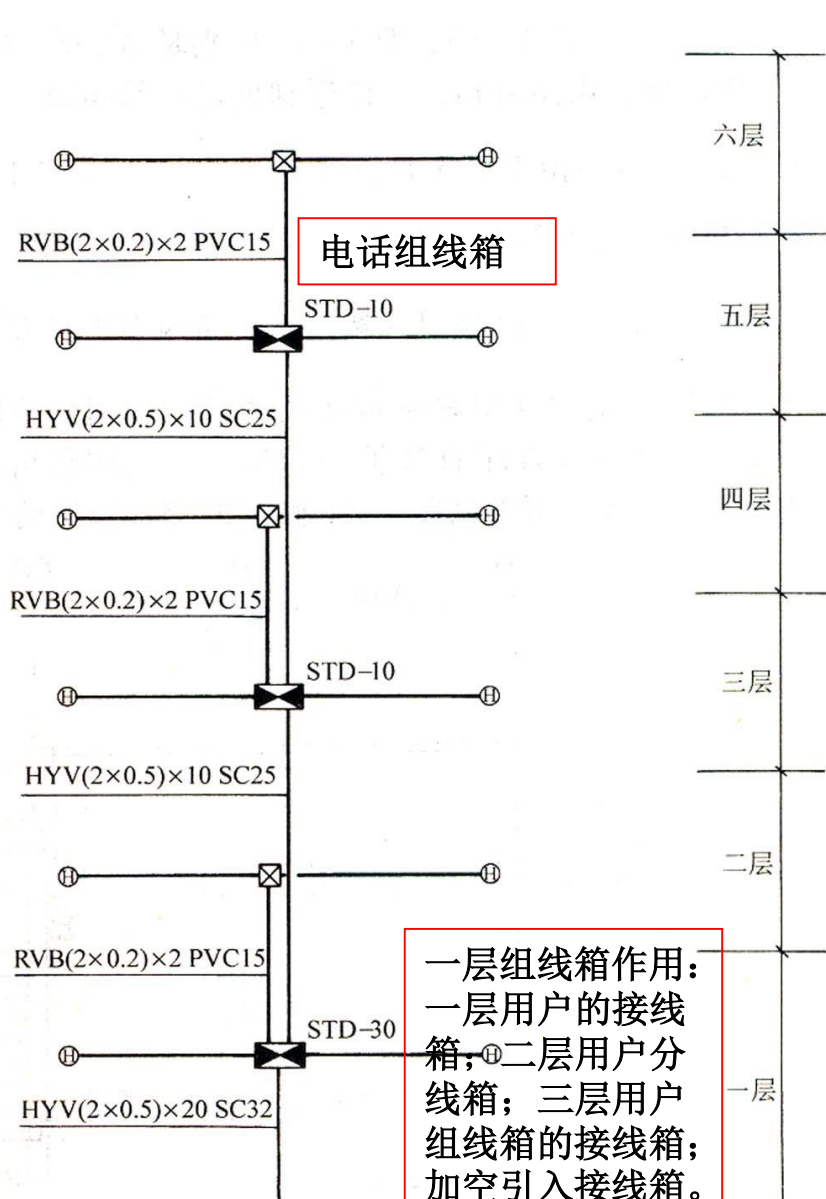 六层
RVB(2×0.2)×2 PVC15
电话组线箱
STD-10
五层
HYV(2×0.5)×10 SC25
四层
RVB(2×0.2)×2 PVC15
STD-10
三层
HYV(2×0.5)×10 SC25
二层
RVB(2×0.2)×2 PVC15
一层组线箱作用：
一层用户的接线
箱；二层用户分
线箱；三层用户
组线箱的接线箱；
加空引入接线箱。
STD-30
一层
HYV(2×0.5)×20 SC32
H
H
H
H
H
H
H
H
H
H
H
H